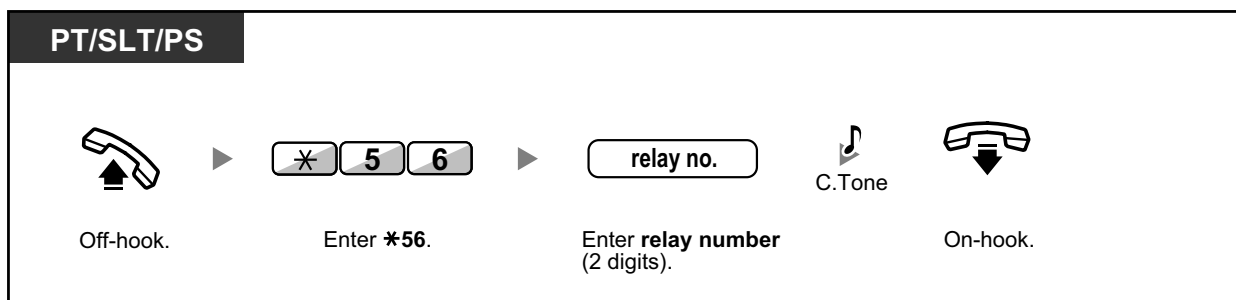 PT/SLT/PS
* 5 6
relay no.
C.Tone
Off-hook.
Enter *56.
Enter relay number
(2 digits).
On-hook.